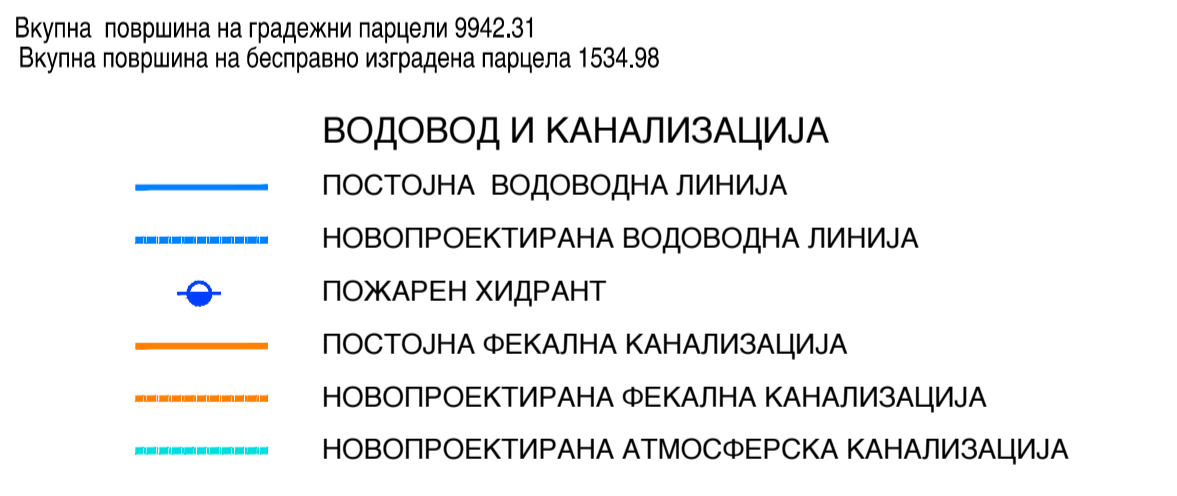 Вкупна површина на градежни парцели 9942.31
Вкупна површина на бесправно изградена парцела 1534.98
ВОДОВОД И КАНАЛИЗАЦИЈА
ПОСТОЈНА ВОДОВОДНА ЛИНИЈА
НОВОПРОЕКТИРАНА ВОДОВОДНА ЛИНИЈА
ПОЖАРЕН ХИДРАНТ
ПОСТОЈНА ФЕКАЛНА КАНАЛИЗАЦИЈА
НОВОПРОЕКТИРАНА ФЕКАЛНА КАНАЛИЗАЦИЈА
НОВОПРОЕКТИРАНА АТМОСФЕРСКА КАНАЛИЗАЦИЈА